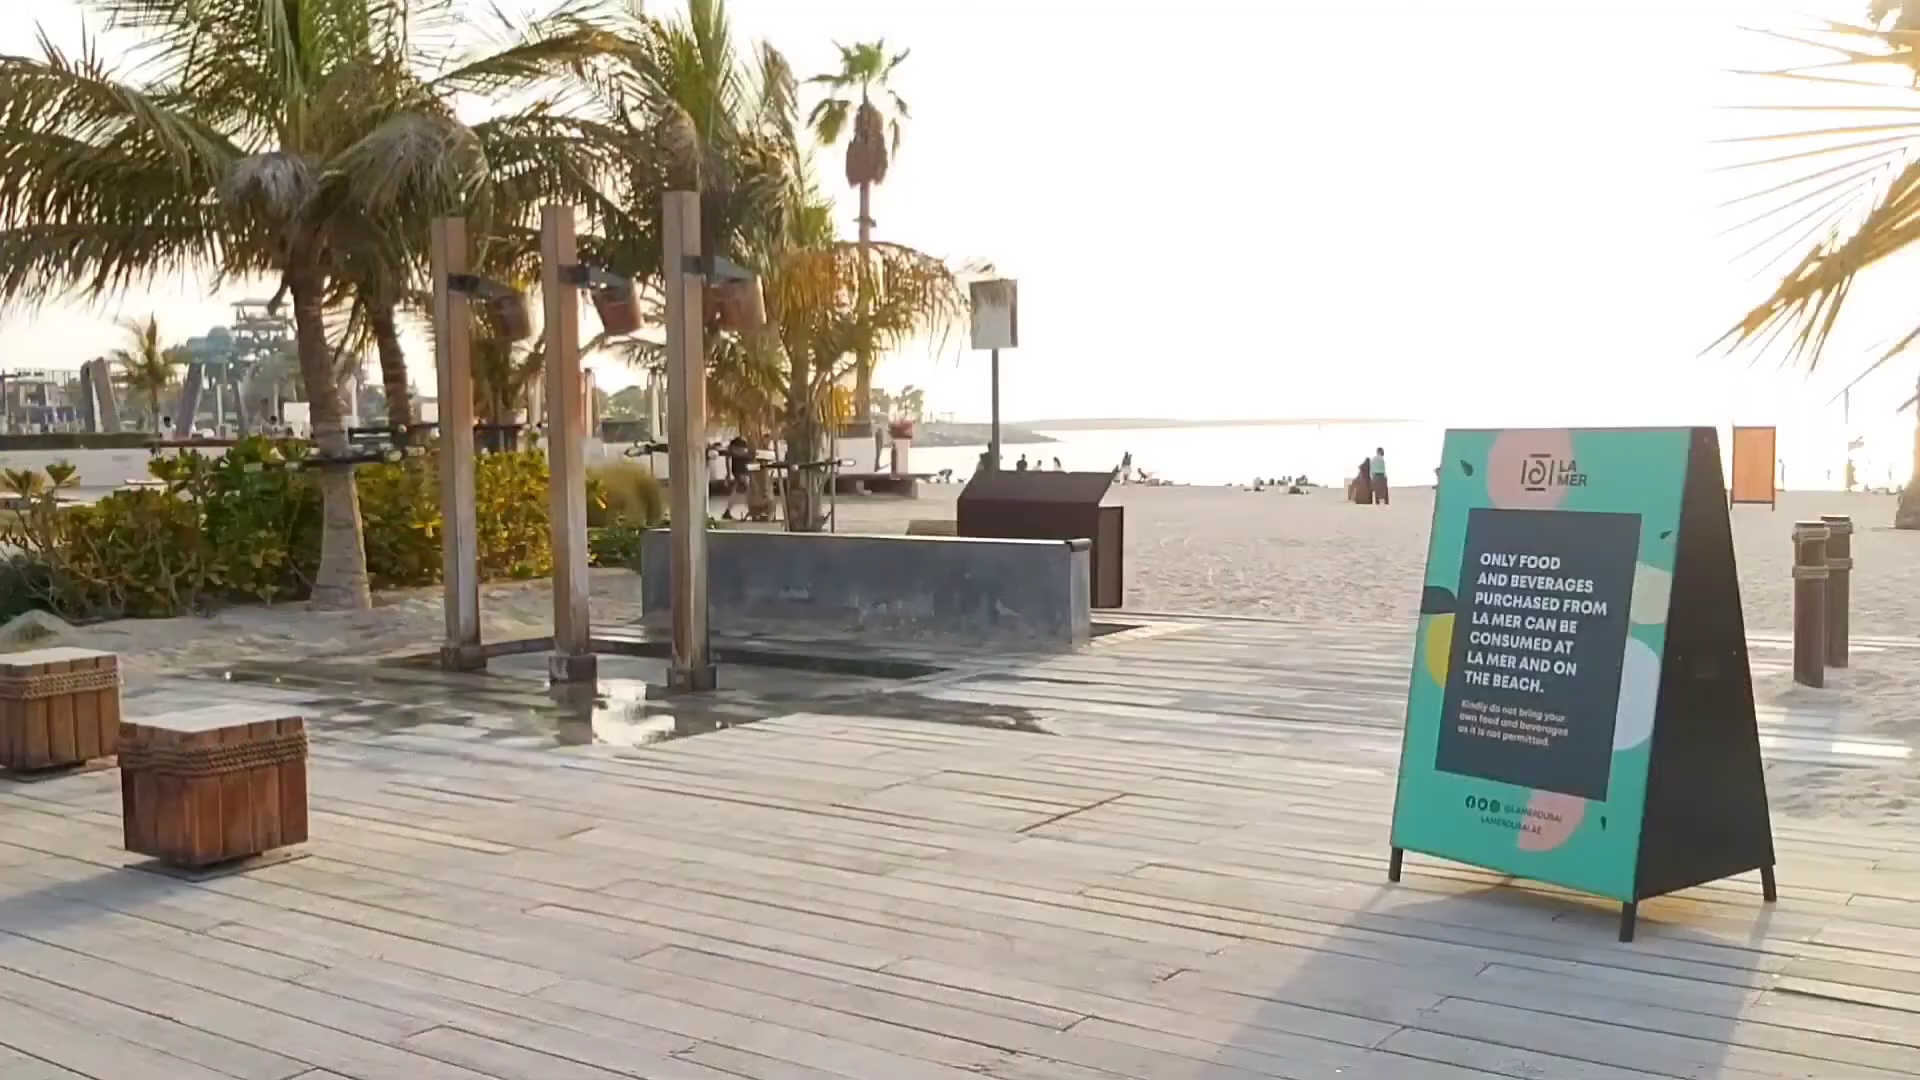 LA
MER
ONLY FOOD
AND BEVERAGES
PURCHASED FROM
LA MER CAN BE
CONSUMED AT
LA MER AND ON
THE BEACH.
Kindly do not bring your
own food and beverages
as it is not permitted.
@LAMERDUBAI
LAMERDUBAI.AE